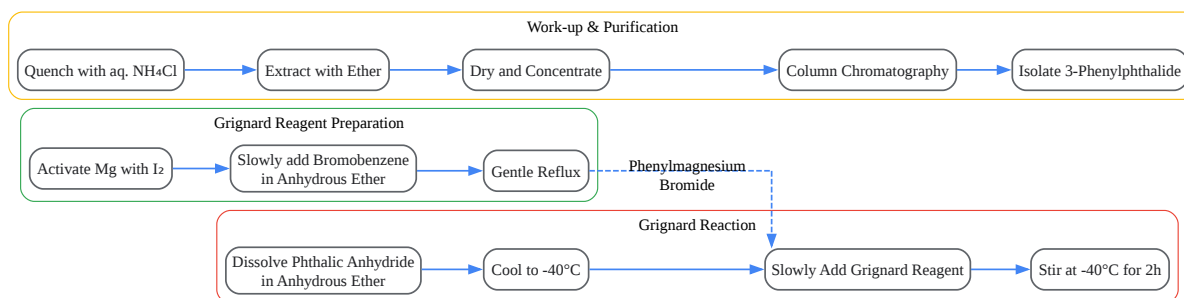 Work-up & Purification
Quench with aq. NH₄Cl
Extract with Ether
Dry and Concentrate
Column Chromatography
Isolate 3-Phenylphthalide
Grignard Reagent Preparation
Activate Mg with I₂
Slowly add Bromobenzene
in Anhydrous Ether
Gentle Reflux
Phenylmagnesium
Bromide
Grignard Reaction
Dissolve Phthalic Anhydride
in Anhydrous Ether
Cool to -40°C
Slowly Add Grignard Reagent
Stir at -40°C for 2h